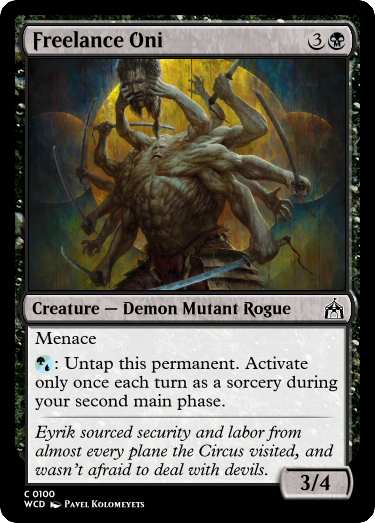 Freelance Oni 3
Creature — Demon Mutant Rogue
Menace
: Untap this permanent. Activate
only once each turn as a sorcery during
your second main phase.
Eyrik sourced security and labor from
almost every plane the Circus visited, and
wasn't afraid to deal with devils.
3/4
C 0100
WCD Pavel Kolomeyets